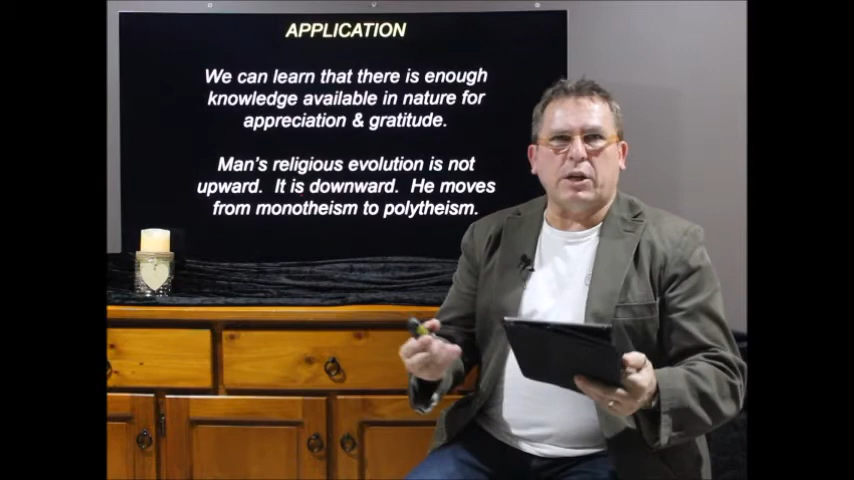 APPLICATION
We can learn that there is enough
knowledge available in nature for
appreciation & gratitude.
Man's religious evolution is not
upward.  It is downward.  He moves
from monotheism to polytheism.